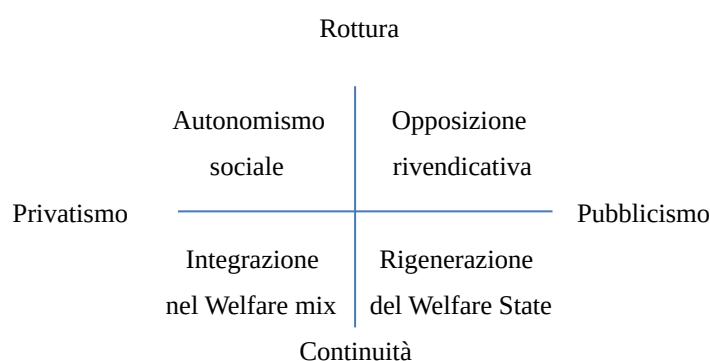 Rottura
Autonomismo
sociale
Opposizione
rivendicativa
Privatismo
Pubblicismo
Integrazione
nel Welfare mix
Rigenerazione
del Welfare State
Continuità